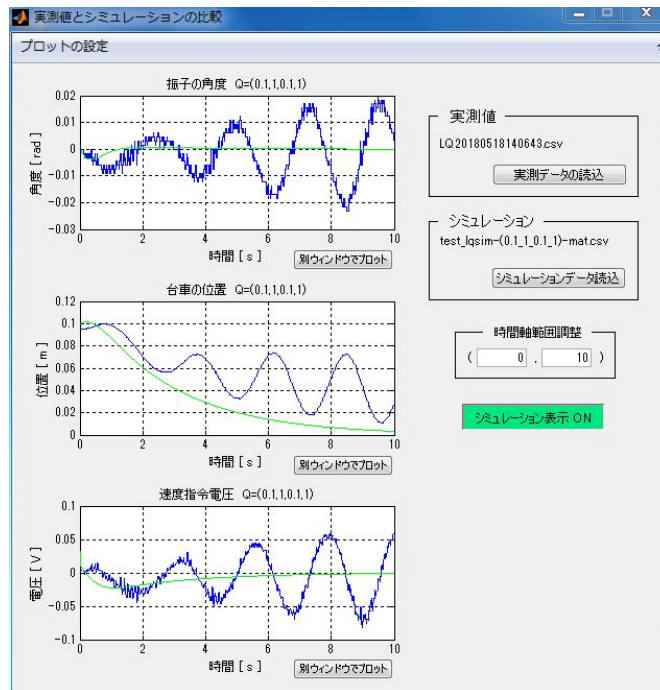 実測値とシミュレーションの比較
プロットの設定
振子の角度 Q=(0.1,1,0.1,1)
角度 [rad]
0.02
0.01
0
-0.01
-0.02
-0.03
0 2 4 6 8 10
時間 [ s ]
別ウィンドウでプロット
台車の位置 Q=(0.1,1,0.1,1)
位置 [ m ]
0.12
0.1
0.08
0.06
0.04
0.02
0
0 2 4 6 8 10
時間 [ s ]
別ウィンドウでプロット
速度指令電圧 Q=(0.1,1,0.1,1)
電圧 [ V ]
0.1
0.05
0
-0.05
-0.1
0 2 4 6 8 10
時間 [ s ]
別ウィンドウでプロット
実測値
LQ20180518140643.csv
実測データの読込
シミュレーション
test_lqsim-(0.1_1_0.1_1)-mat.csv
シミュレーションデータ読込
時間軸範囲調整
( 0 , 10 )
シミュレーション表示 ON